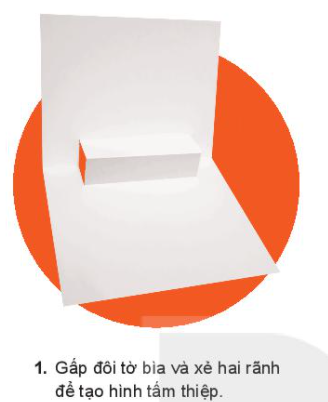 1. Gấp đôi tờ bìa và xẻ hai rãnh
để tạo hình tấm thiệp.